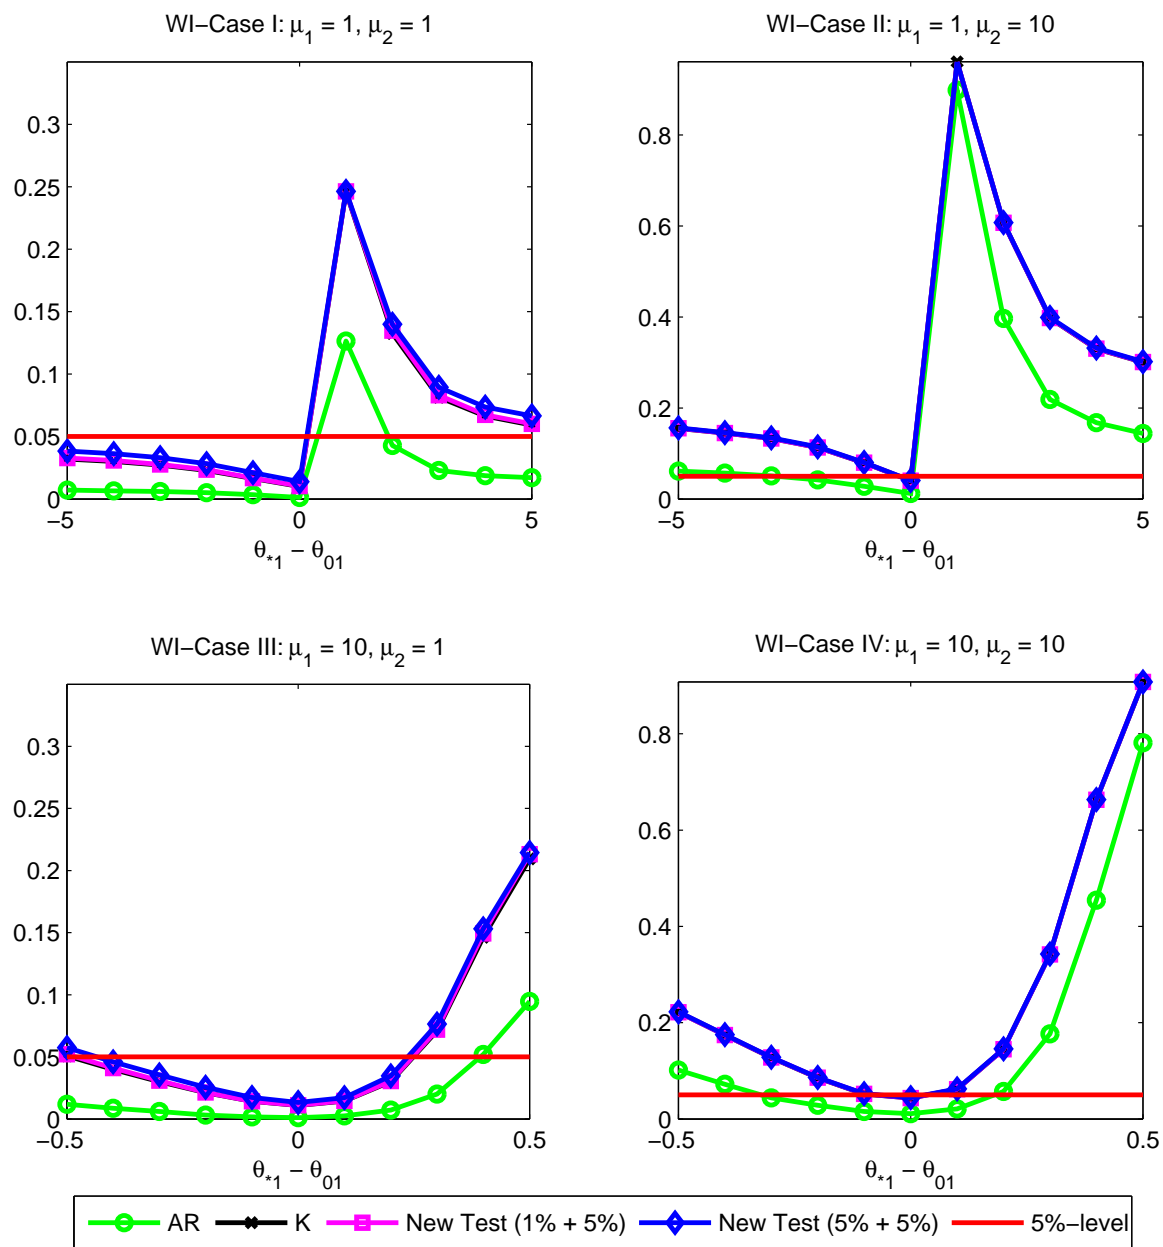 WI−Case I: μ1 = 1, μ2 = 1
0.3
0.25
0.2
0.15
0.1
0.05
0
−5 0 5
θ*1 − θ01
WI−Case II: μ1 = 1, μ2 = 10
0.8
0.6
0.4
0.2
0
−5 0 5
θ*1 − θ01
WI−Case III: μ1 = 10, μ2 = 1
0.3
0.25
0.2
0.15
0.1
0.05
0
−0.5 0 0.5
θ*1 − θ01
WI−Case IV: μ1 = 10, μ2 = 10
0.8
0.6
0.4
0.2
0
−0.5 0 0.5
θ*1 − θ01
AR K New Test (1% + 5%) New Test (5% + 5%) 5%−level